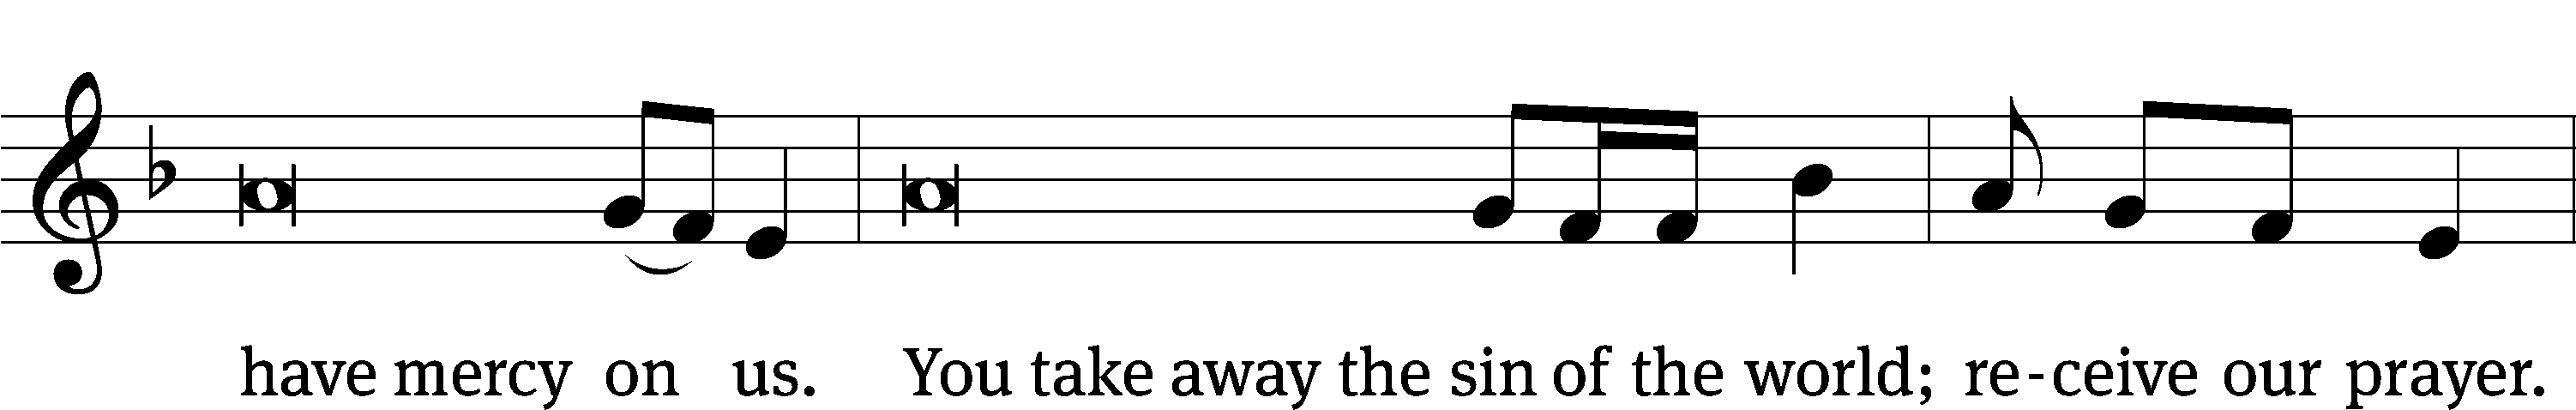 have mercy on us. You take away the sin of the world; re-ceive our prayer.